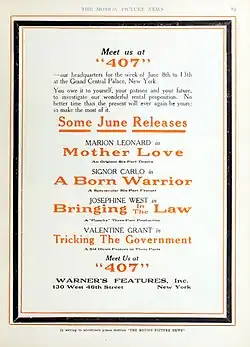 THE MOTION PICTURE NEWS
Meet us at
"407"
—our headquarters for the week of June 8th to 13th
at the Grand Central Palace, New York.
You owe it to yourself, your patrons and your future,
to investigate our wonderful rental proposition. No
better time than the present will ever again be yours;
so make the most of it.
Some June Releases
MARION LEONARD in
Mother Love
An Original Six-Part Drama
SIGNOR CARLO in
A Born Warrior
A Spectacular Six-Part Feature
JOSEPHINE WEST in
Bringing In The Law
Three-Part Production
VALENTINE GRANT in
Tricking The Government
A Sid Olcott Feature in Three Parts
Meet Us at
"407"
WARNER'S FEATURES, Inc.
130 West 46th Street New York
In writing to advertisers please mention "THE MOTION PICTURE NEWS"